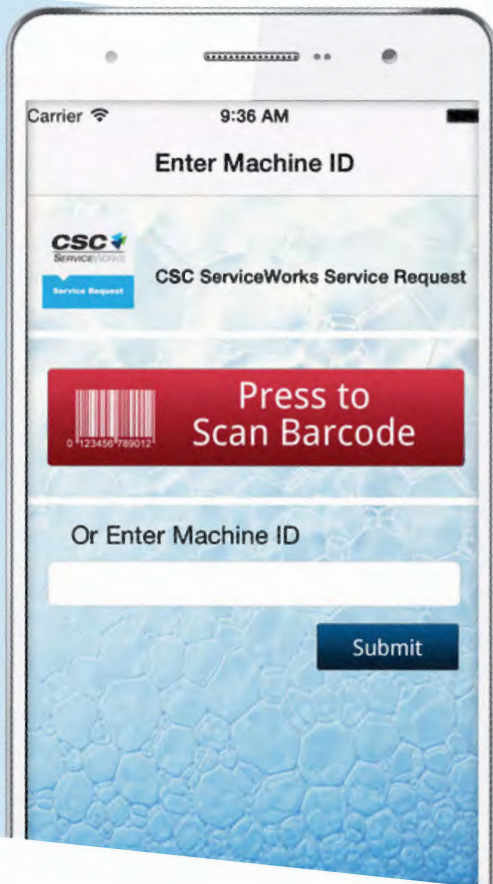 Carrier 9:36 AM
Enter Machine ID
CSC
SERVICEWORKS
Service Request
CSC ServiceWorks Service Request
Press to
Scan Barcode
0 123456 789012
Or Enter Machine ID
Submit